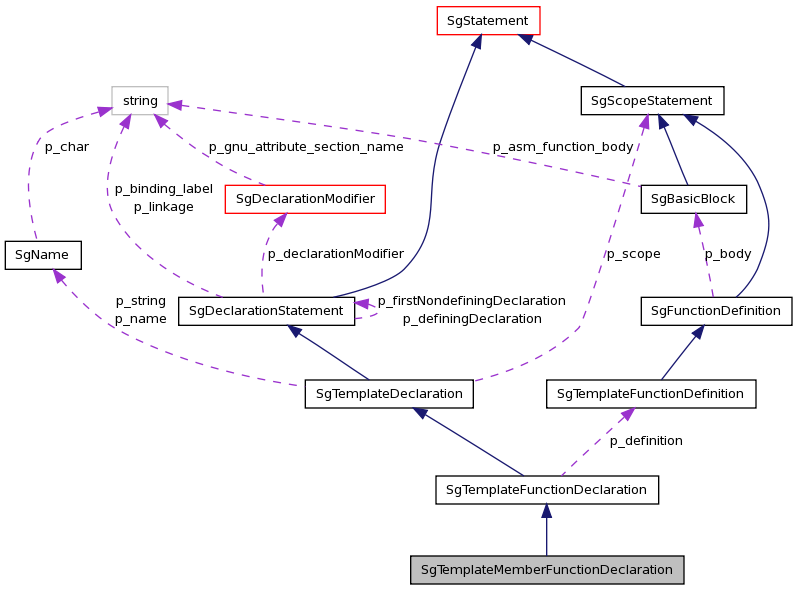 SgStatement
string
SgScopeStatement
p_char
p_gnu_attribute_section_name
p_asm_function_body
p_binding_label
p_linkage
SgDeclarationModifier
SgBasicBlock
SgName
p_declarationModifier
p_scope
p_body
p_string
p_name
SgDeclarationStatement
p_firstNondefiningDeclaration
p_definingDeclaration
SgFunctionDefinition
SgTemplateDeclaration
SgTemplateFunctionDefinition
p_definition
SgTemplateFunctionDeclaration
SgTemplateMemberFunctionDeclaration